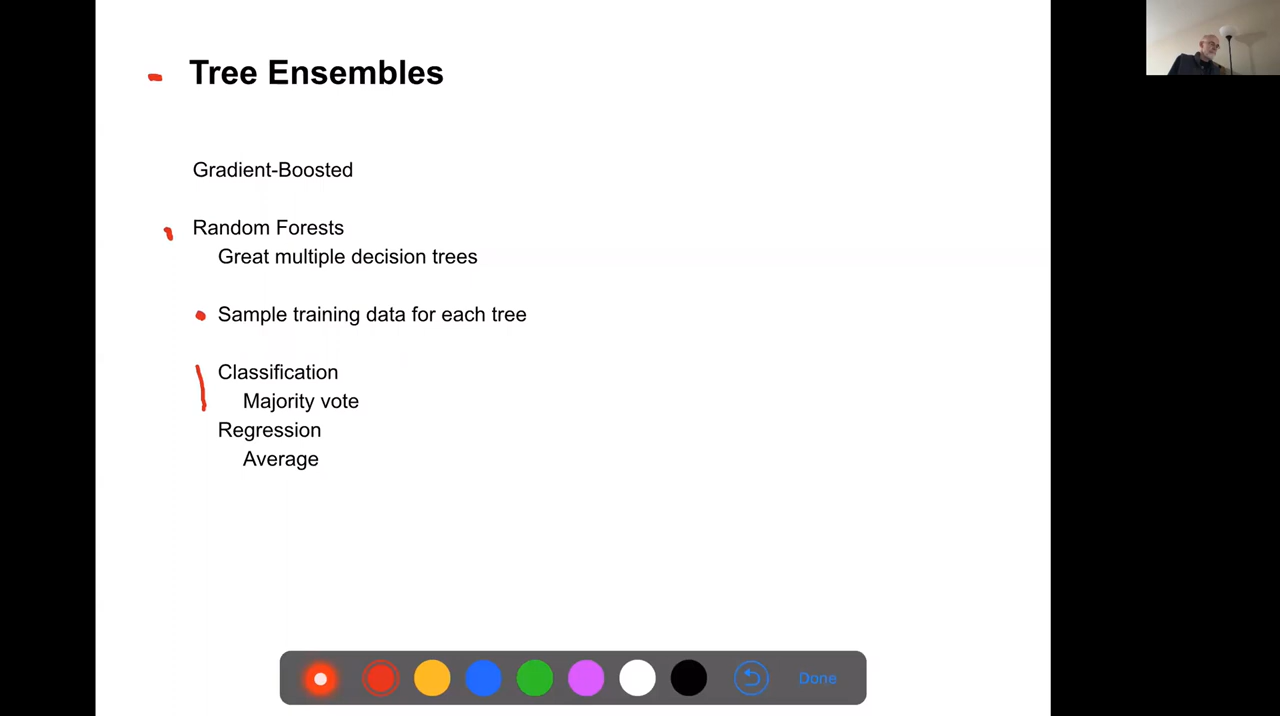 Tree Ensembles
Gradient-Boosted
Random Forests
Great multiple decision trees
Sample training data for each tree
Classification
Majority vote
Regression
Average
Done